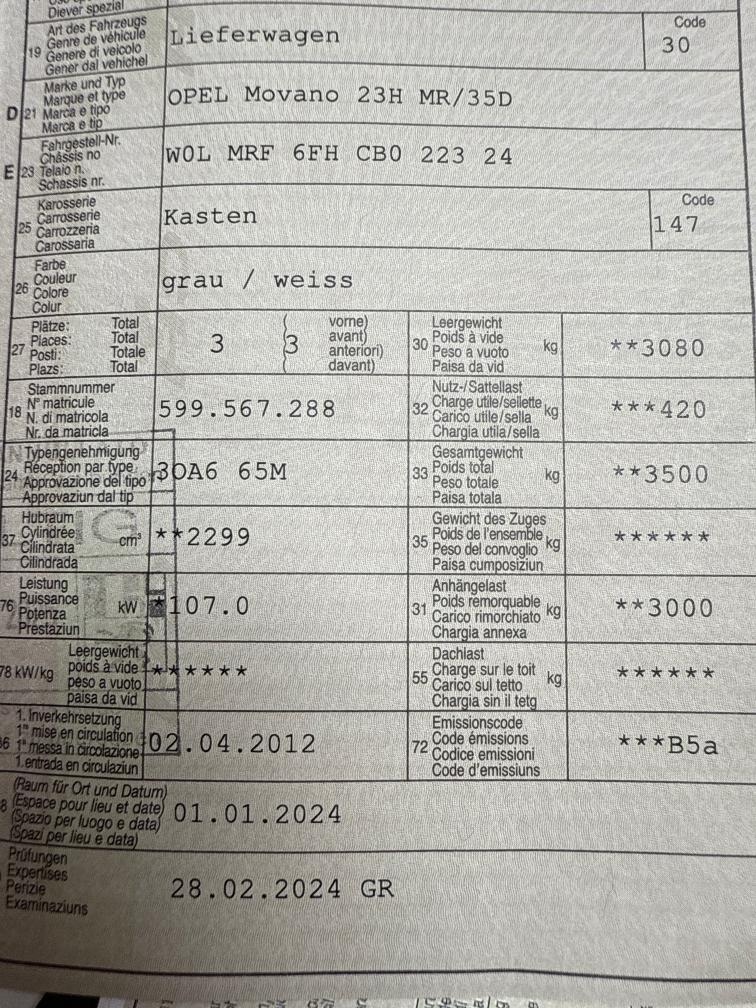 Diever spezial
19 Art des Fahrzeugs
Genre de véhicule
Genere di veicolo
Gener dal vehichel
Lieferwagen
Code
30
D 21 Marke und Typ
Marque et type
Marca e tipo
Marca e tip
OPEL Movano 23H MR/35D
E 23 Fahrgestell-Nr.
Châssis no
Telaio n.
Schassis nr.
W0L MRF 6FH CB0 223 24
25 Karosserie
Carrosserie
Carrozzeria
Carossaria
Kasten
Code
147
26 Farbe
Couleur
Colore
Colur
grau / weiss
27 Plätze: Total
Places: Total
Posti: Totale
Plazs: Total
3 (3 vorne)
avant)
anteriori)
davant)
30 Leergewicht
Poids à vide
Peso a vuoto
Paisa da vid
kg
**3080
18 Stammnummer
N° matricule
N. di matricola
Nr. da matricla
599.567.288
32 Nutz-/Sattellast
Charge utile/sellette
Carico utile/sella
Chargia utila/sella
kg
***420
24 Typengenehmigung
Réception par type
Approvazione del tipo
Approvaziun dal tip
3OA6 65M
33 Gesamtgewicht
Poids total
Peso totale
Paisa totala
kg
**3500
37 Hubraum
Cylindrée
Cilindrata
Cilindrada
cm³
**2299
35 Gewicht des Zuges
Poids de l'ensemble
Peso del convoglio
Paisa cumposiziun
kg
******
76 Leistung
Puissance
Potenza
Prestaziun
kW
*107.0
31 Anhängelast
Poids remorquable
Carico rimorchiato
Chargia annexa
kg
**3000
78 kW/kg Leergewicht
poids à vide
peso a vuoto
paisa da vid
******
55 Dachlast
Charge sur le toit
Carico sul tetto
Chargia sin il tetg
kg
******
36 1. Inverkehrsetzung
1re mise en circulation
1a messa in circolazione
1. entrada en circulaziun
02.04.2012
72 Emissionscode
Code émissions
Codice emissioni
Code d'emissiuns
***B5a
8 (Raum für Ort und Datum)
(Espace pour lieu et date)
(Spazio per luogo e data)
(Spazi per lieu e data)
01.01.2024
Prüfungen
Expertises
Perizie
Examinaziuns
28.02.2024 GR